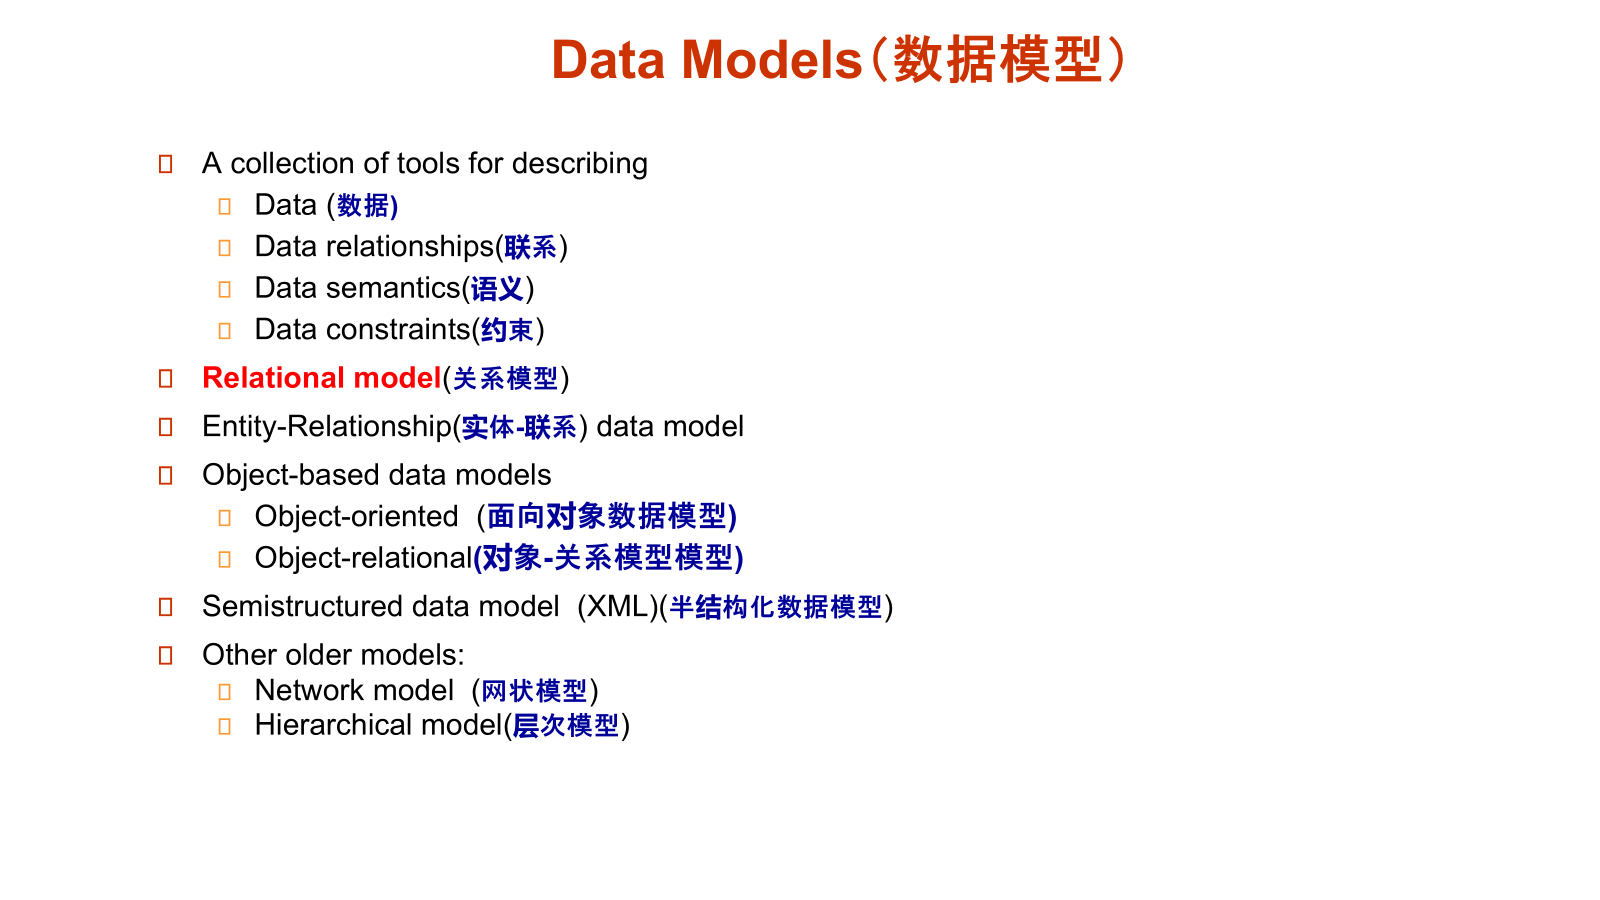 Data Models（数据模型）
A collection of tools for describing
Data (数据)
Data relationships(联系)
Data semantics(语义)
Data constraints(约束)
Relational model(关系模型)
Entity-Relationship(实体-联系) data model
Object-based data models
Object-oriented (面向对象数据模型)
Object-relational(对象-关系模型模型)
Semistructured data model (XML)(半结构化数据模型)
Other older models:
Network model (网状模型)
Hierarchical model(层次模型)